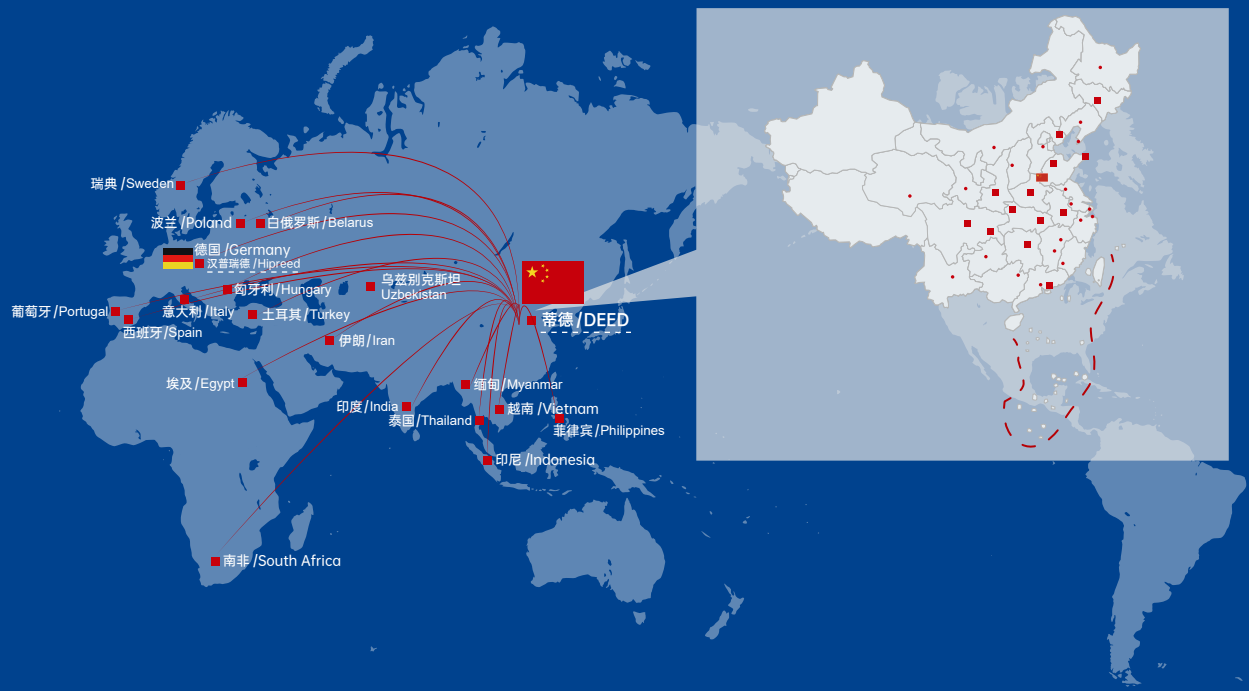 瑞典 /Sweden
波兰 /Poland
白俄罗斯 /Belarus
德国 /Germany
汉普瑞德 /Hipreed
乌兹别克斯坦
Uzbekistan
匈牙利 /Hungary
葡萄牙 /Portugal
意大利 /Italy
土耳其 /Turkey
蒂德 /DEED
西班牙 /Spain
伊朗 /Iran
埃及 /Egypt
缅甸 /Myanmar
印度 /India
越南 /Vietnam
泰国 /Thailand
菲律宾 /Philippines
印尼 /Indonesia
南非 /South Africa